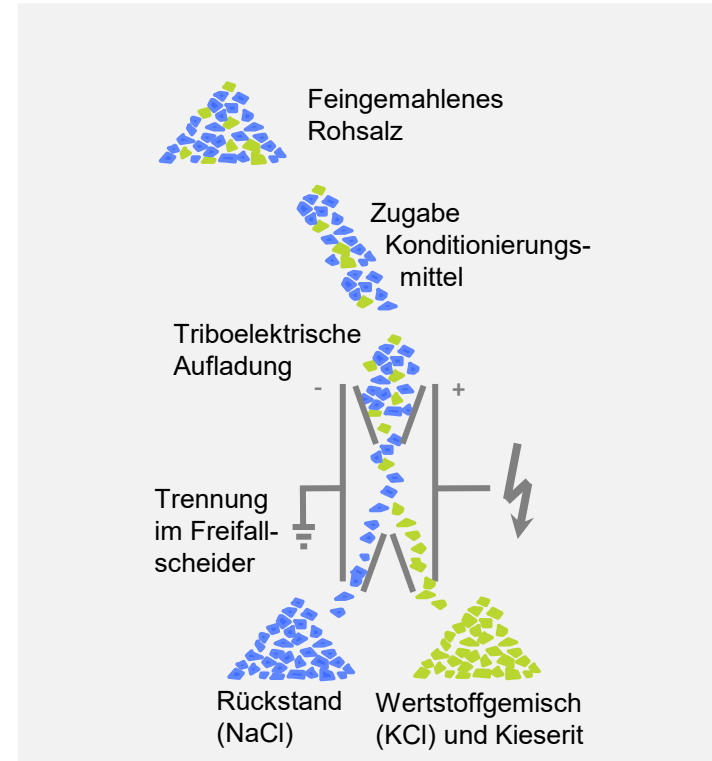 Feingemahlenes
Rohsalz
Zugabe
Konditionierungs-
mittel
Triboelektrische
Aufladung
- +
Trennung
im Freifall-
scheider
Rückstand
(NaCl)
Wertstoffgemisch
(KCl) und Kieserit